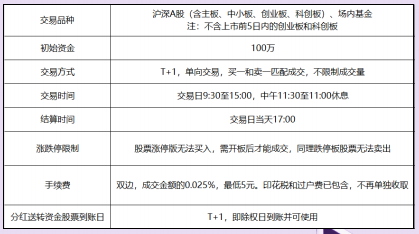 交易品种
沪深A股（含主板、中小板、创业板、科创板）、场内基金
注：不含上市前5日内的创业板和科创板
初始资金
100万
交易方式
T+1，单向交易，买一和卖一匹配成交，不限制成交量
交易时间
交易日9:30至15:00，中午11:30至11:00休息
结算时间
交易日当天17:00
涨跌停限制
股票涨停版无法买入，需开板后才能成交，同理跌停板股票无法卖出
手续费
双边，成交金额的0.025%，最低5元。印花税和过户费已包含，不再单独收取
分红送转资金股票到账日
T+1，即除权日到账并可使用